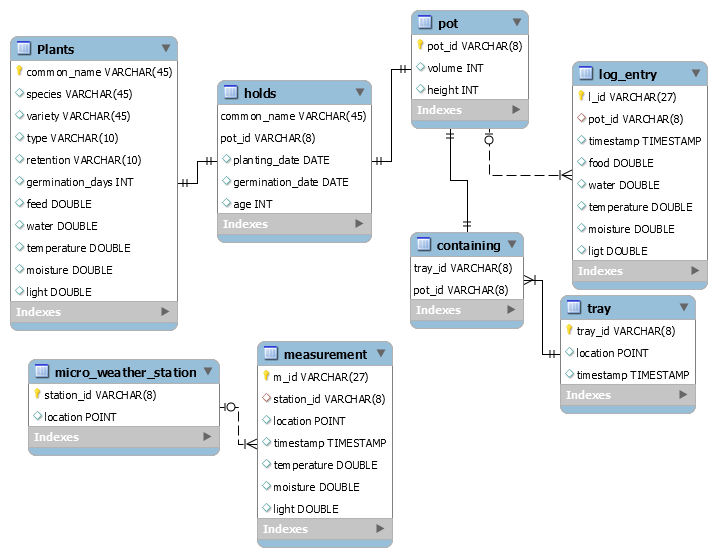 Plants
common_name VARCHAR(45)
species VARCHAR(45)
variety VARCHAR(45)
type VARCHAR(10)
retention VARCHAR(10)
germination_days INT
feed DOUBLE
water DOUBLE
temperature DOUBLE
moisture DOUBLE
light DOUBLE
Indexes
holds
common_name VARCHAR(45)
pot_id VARCHAR(8)
planting_date DATE
germination_date DATE
age INT
Indexes
pot
pot_id VARCHAR(8)
volume INT
height INT
Indexes
log_entry
l_id VARCHAR(27)
pot_id VARCHAR(8)
timestamp TIMESTAMP
food DOUBLE
water DOUBLE
temperature DOUBLE
moisture DOUBLE
ligt DOUBLE
Indexes
containing
tray_id VARCHAR(8)
pot_id VARCHAR(8)
Indexes
tray
tray_id VARCHAR(8)
location POINT
timestamp TIMESTAMP
Indexes
micro_weather_station
station_id VARCHAR(8)
location POINT
Indexes
measurement
m_id VARCHAR(27)
station_id VARCHAR(8)
location POINT
timestamp TIMESTAMP
temperature DOUBLE
moisture DOUBLE
light DOUBLE
Indexes